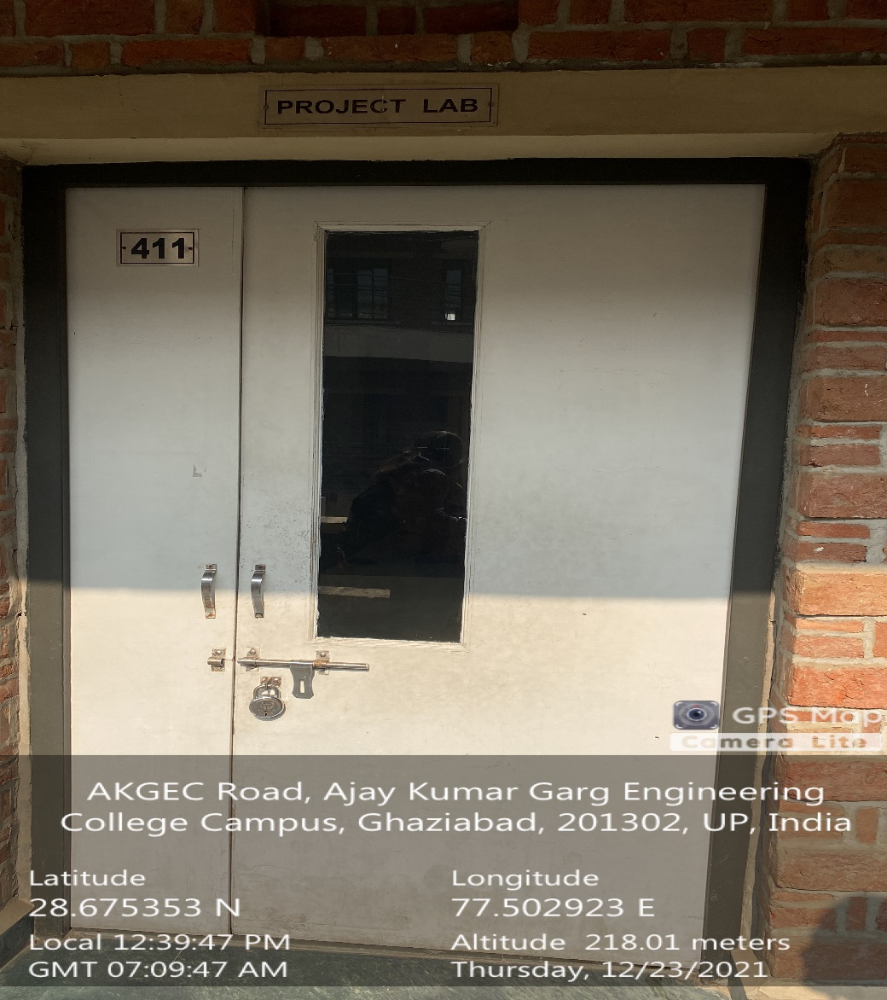 PROJECT LAB
411
GPS Map
Camera Lite
AKGEC Road, Ajay Kumar Garg Engineering
College Campus, Ghaziabad, 201302, UP, India
Latitude
28.675353 N
Longitude
77.502923 E
Local 12:39:47 PM
GMT 07:09:47 AM
Altitude 218.01 meters
Thursday, 12/23/2021